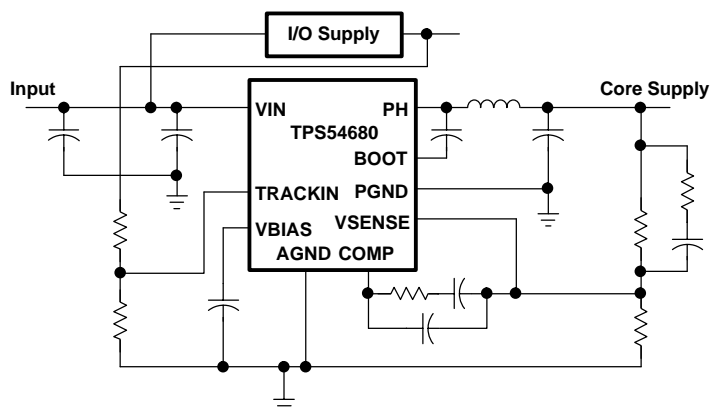 I/O Supply
Input
Core Supply
VIN
PH
TPS54680
BOOT
TRACKIN
PGND
VSENSE
VBIAS
AGND COMP